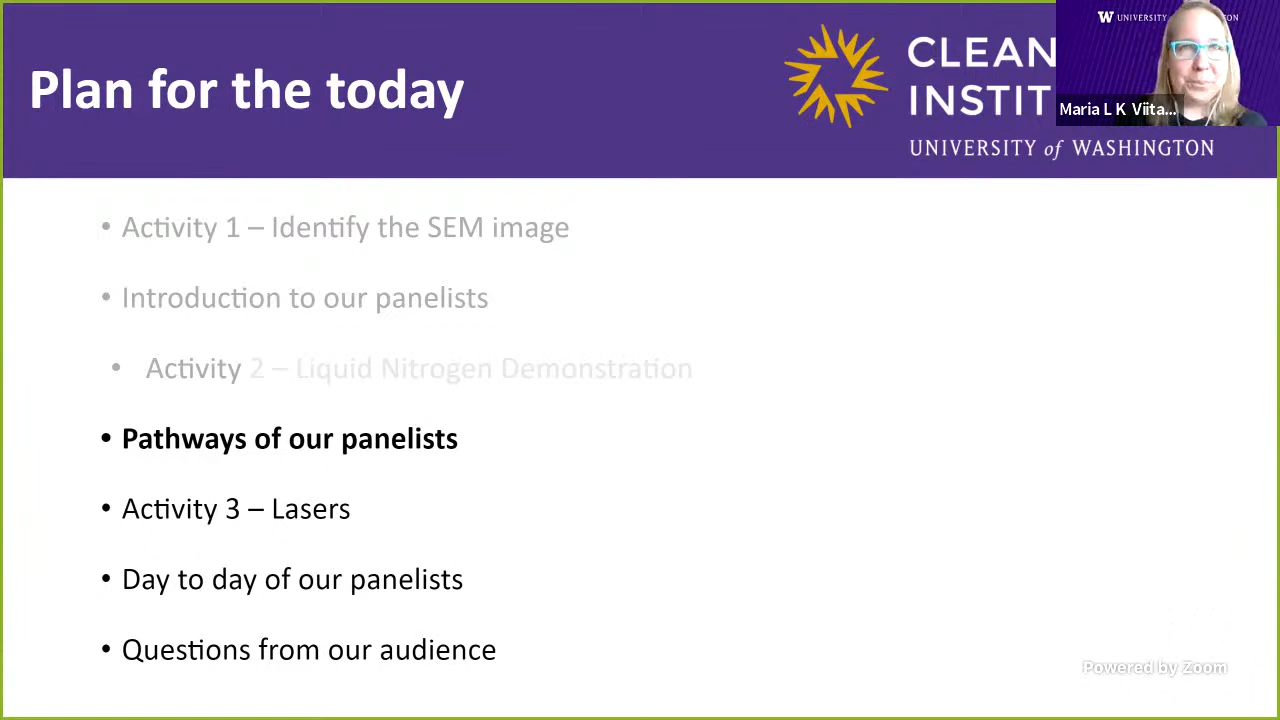 Plan for the today
CLEAN
INSTIT
UNIVERSITY of WASHINGTON
UNIVERSITY
Maria L K Viita...
• Activity 1 – Identify the SEM image
• Introduction to our panelists
• Activity 2 – Liquid Nitrogen Demonstration
• Pathways of our panelists
• Activity 3 – Lasers
• Day to day of our panelists
• Questions from our audience
Powered by Zoom